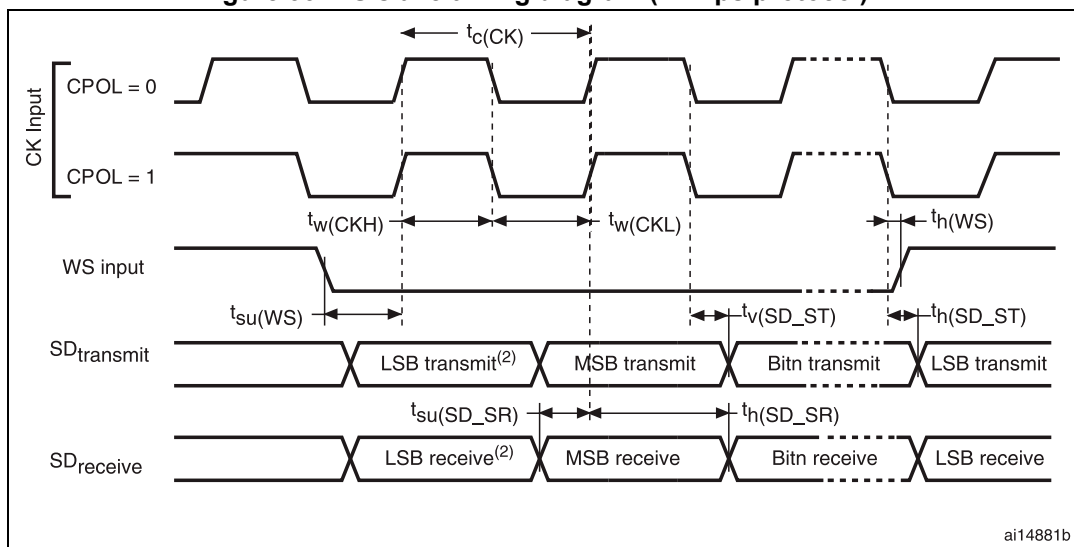 tc(CK)
CK Input
CPOL = 0
CPOL = 1
tw(CKH)
tw(CKL)
th(WS)
WS input
tsu(WS)
tv(SD_ST)
th(SD_ST)
SDtransmit
LSB transmit(2)
MSB transmit
Bitn transmit
LSB transmit
tsu(SD_SR)
th(SD_SR)
SDreceive
LSB receive(2)
MSB receive
Bitn receive
LSB receive
ai14881b